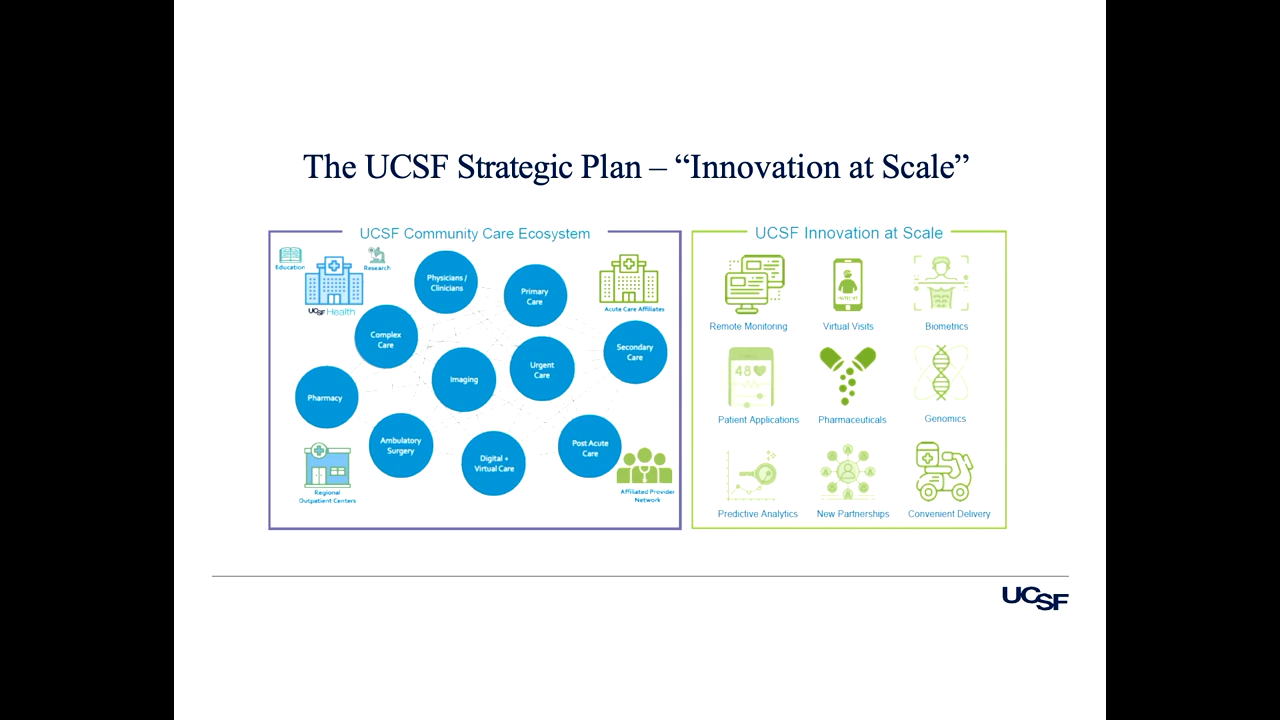 The UCSF Strategic Plan – “Innovation at Scale”
UCSF Community Care Ecosystem
Education
Research
UCSF Health
Physicians /
Clinicians
Primary
Care
Acute Care Affiliates
Complex
Care
Imaging
Urgent
Care
Secondary
Care
Pharmacy
Ambulatory
Surgery
Digital +
Virtual Care
Post Acute
Care
Regional
Outpatient Centers
Affiliated Provider
Network
UCSF Innovation at Scale
Remote Monitoring
Virtual Visits
Biometrics
48
Patient Applications
Pharmaceuticals
Genomics
Predictive Analytics
New Partnerships
Convenient Delivery
UCSF